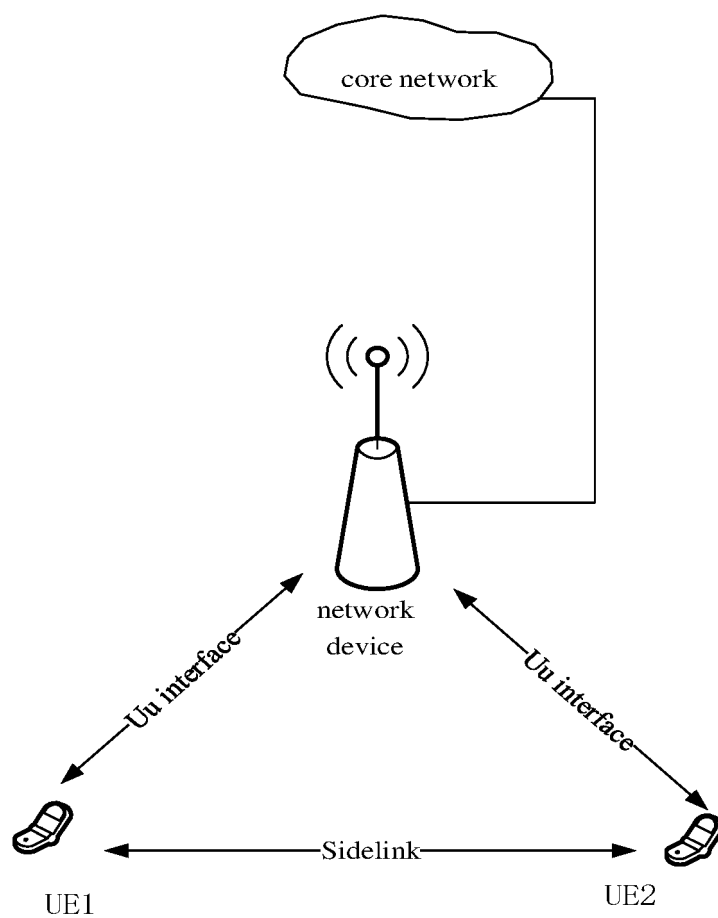 core network
network
device
Uu interface
Uu interface
Sidelink
UE1
UE2